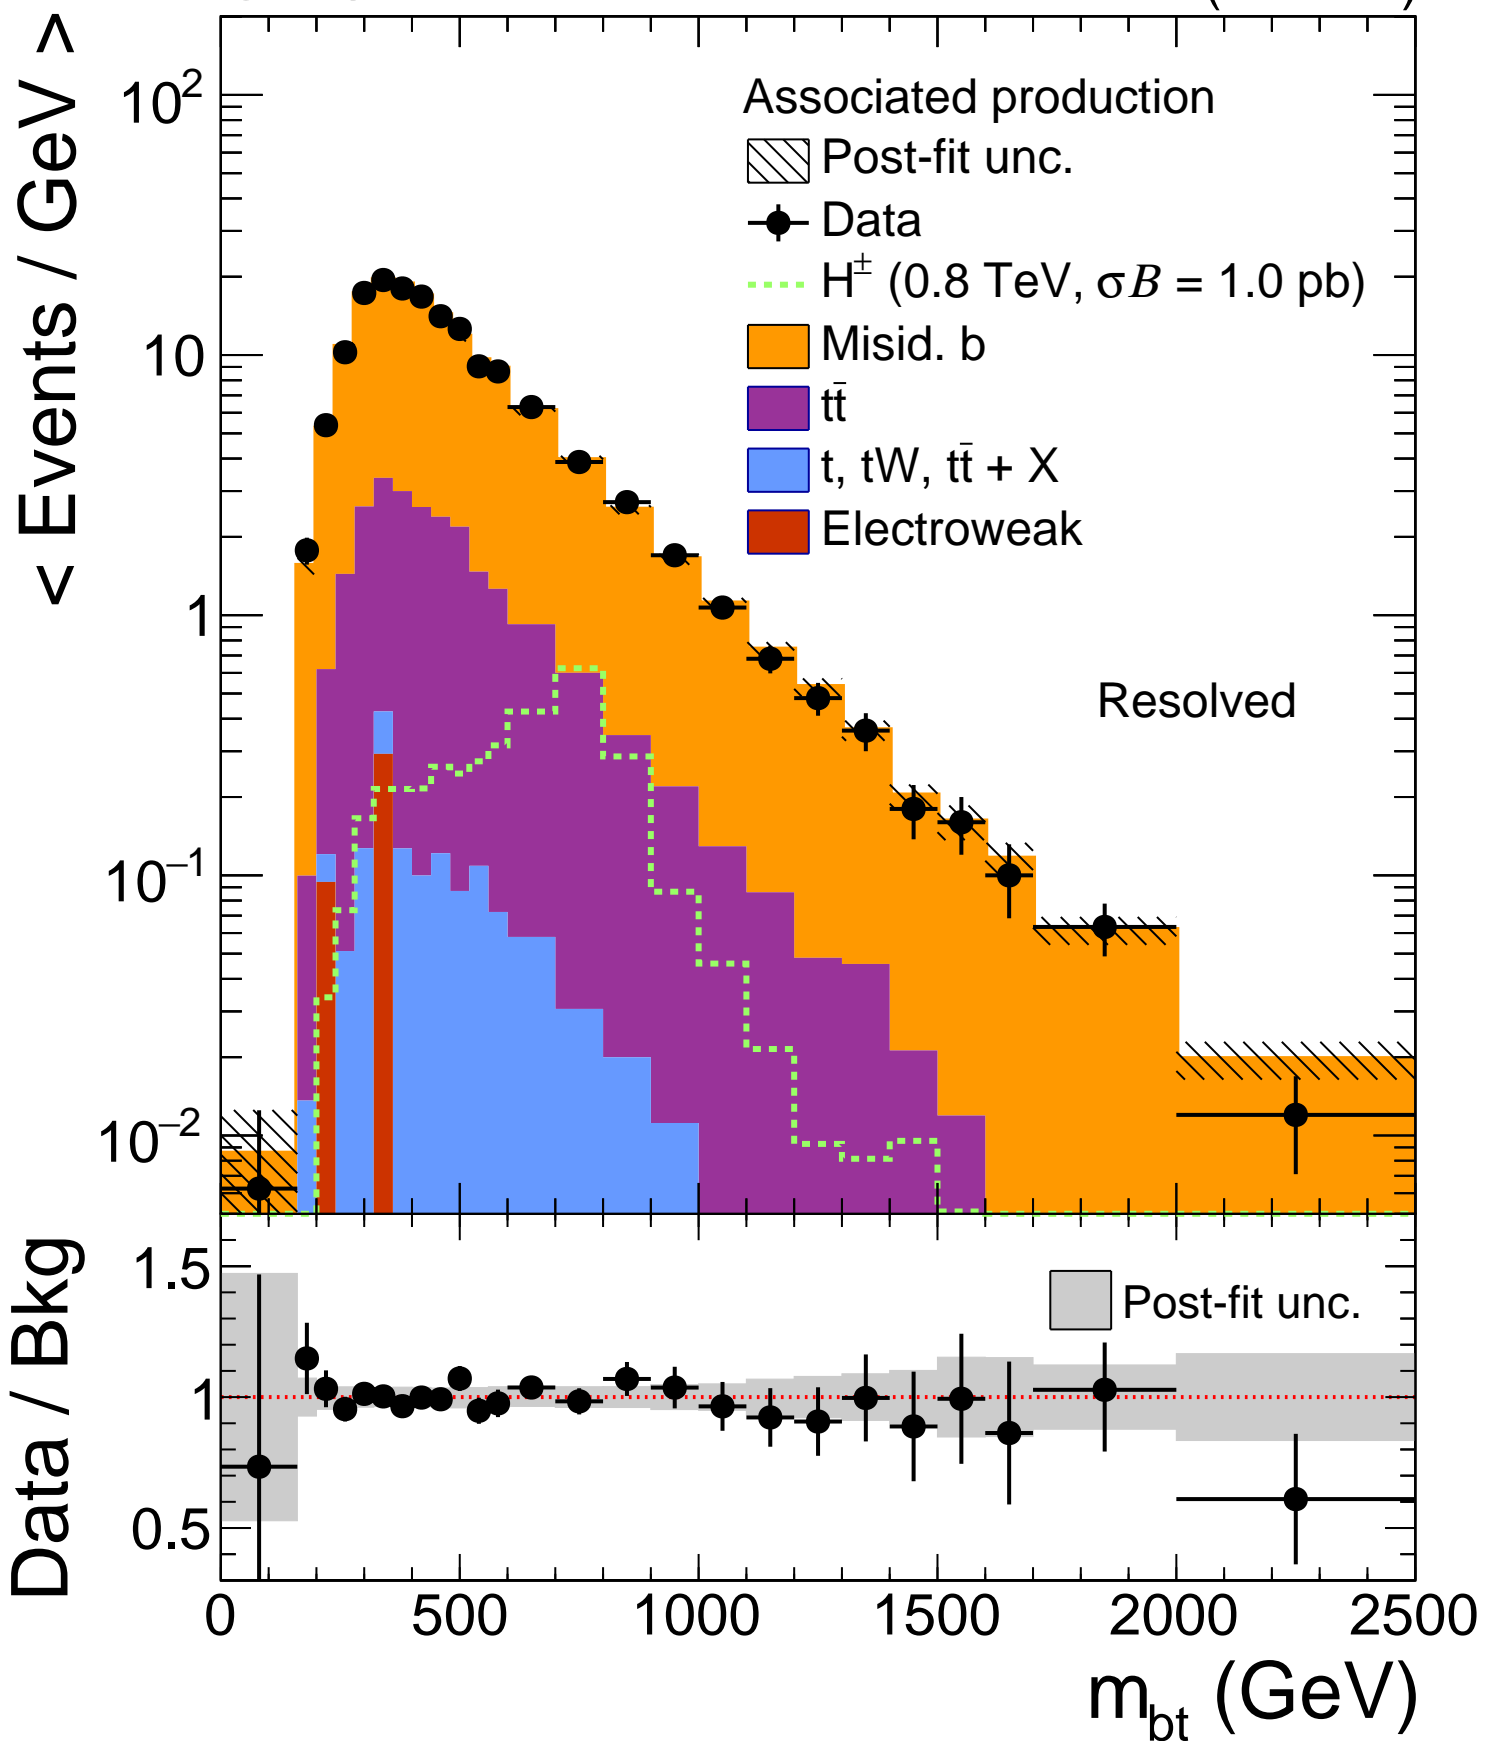 < Events / GeV >
10²
10
1
10⁻¹
10⁻²
Associated production
Post-fit unc.
Data
H± (0.8 TeV, σB = 1.0 pb)
Misid. b
tt̄
t, tW, tt̄ + X
Electroweak
Resolved
Data / Bkg
1.5
1
0.5
Post-fit unc.
0 500 1000 1500 2000 2500
m_bt (GeV)